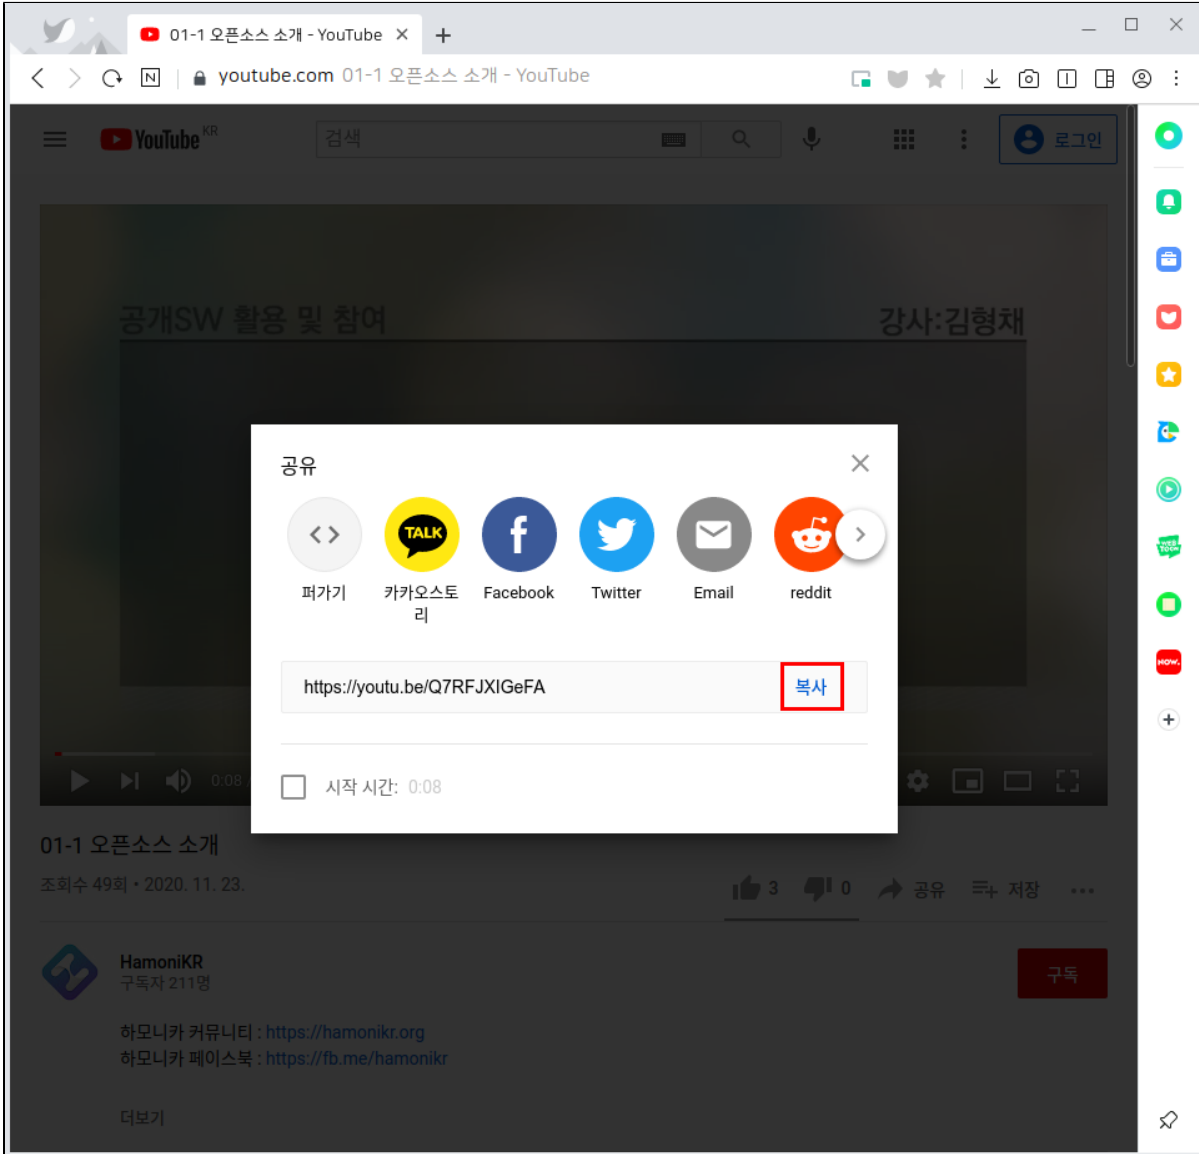 01-1 오픈소스 소개 - YouTube
youtube.com 01-1 오픈소스 소개 - YouTube
YouTube KR
검색
로그인
공개SW 활용 및 참여
강사:김형채
공유
TALK
퍼가기
카카오스토리
Facebook
Twitter
Email
reddit
https://youtu.be/Q7RFJXIGeFA
복사
시작 시간: 0:08
0:08
01-1 오픈소스 소개
조회수 49회 • 2020. 11. 23.
3
0
공유
저장
HamoniKR
구독자 211명
구독
하모니카 커뮤니티 : https://hamonikr.org
하모니카 페이스북 : https://fb.me/hamonikr
더보기
WEB
TOON
NOW.